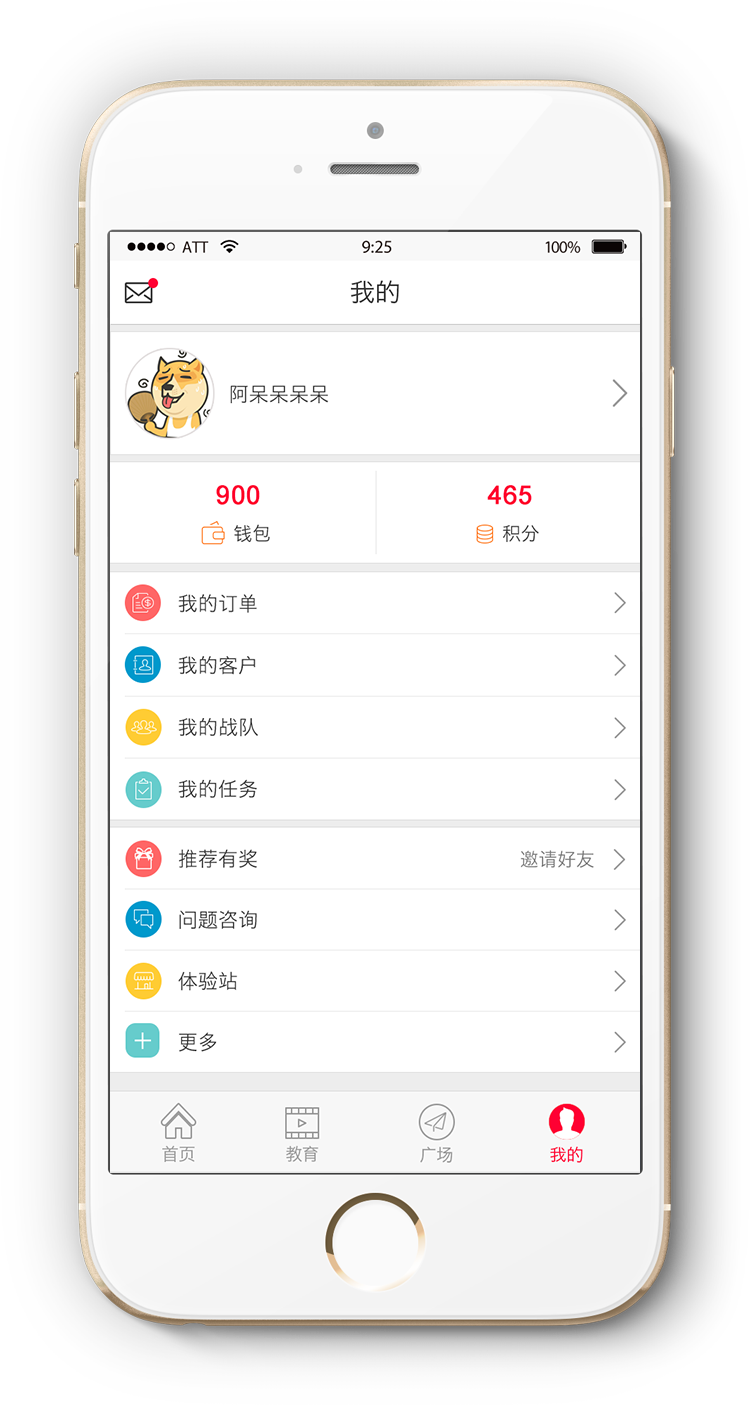 ATT 9:25 100%
我的
阿呆呆呆呆
900 465
钱包 积分
我的订单
我的客户
我的战队
我的任务
推荐有奖 邀请好友
问题咨询
体验站
更多
首页 教育 广场 我的